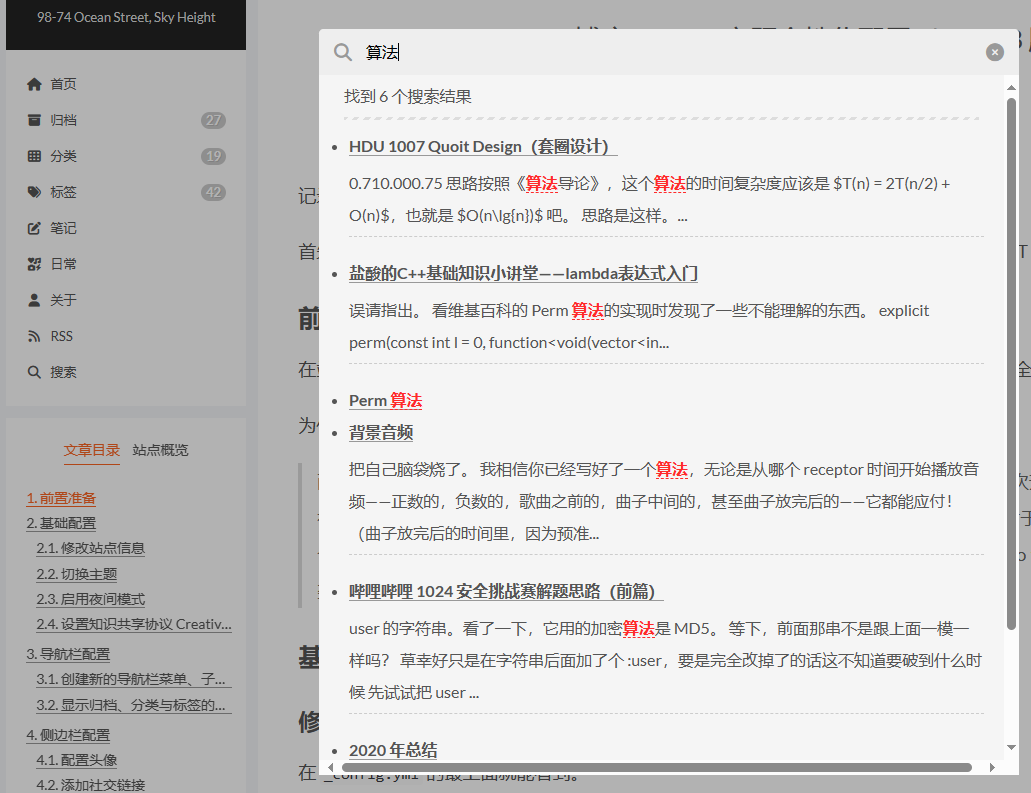 98-74 Ocean Street, Sky Height
首页
归档 27
分类 19
标签 42
笔记
日常
关于
RSS
搜索
文章目录 站点概览
1. 前置准备
2. 基础配置
2.1. 修改站点信息
2.2. 切换主题
2.3. 启用夜间模式
2.4. 设置知识共享协议 Creativ...
3. 导航栏配置
3.1. 创建新的导航栏菜单、子...
3.2. 显示归档、分类与标签的...
4. 侧边栏配置
4.1. 配置头像
4.2. 添加社交链接
算法
找到 6 个搜索结果
HDU 1007 Quoit Design（套圈设计）
0.710.000.75 思路按照《算法导论》，这个算法的时间复杂度应该是 $T(n) = 2T(n/2) +
O(n)$，也就是 $O(n\lg{n})$ 吧。 思路是这样。...
盐酸的C++基础知识小讲堂——lambda表达式入门
误请指出。 看维基百科的 Perm 算法的实现时发现了一些不能理解的东西。 explicit
perm(const int l = 0, function<void(vector<in...
Perm 算法
背景音频
把自己脑袋烧了。 我相信你已经写好了一个算法，无论是从哪个 receptor 时间开始播放音
频——正数的，负数的，歌曲之前的，曲子中间的，甚至曲子放完后的——它都能应付！
（曲子放完后的时间里，因为预准...
哔哩哔哩 1024 安全挑战赛解题思路（前篇）
user 的字符串。看了一下，它用的加密算法是 MD5。 等下，前面那串不是跟上面一模一
样吗？ 草幸好只是在字符串后面加了个 :user，要是完全改掉了的话这不知道要破到什么时
候 先试试把 user ...
2020 年总结
记
首
前
在
为
基
修
在 _config.yml 的最上面就能看到。